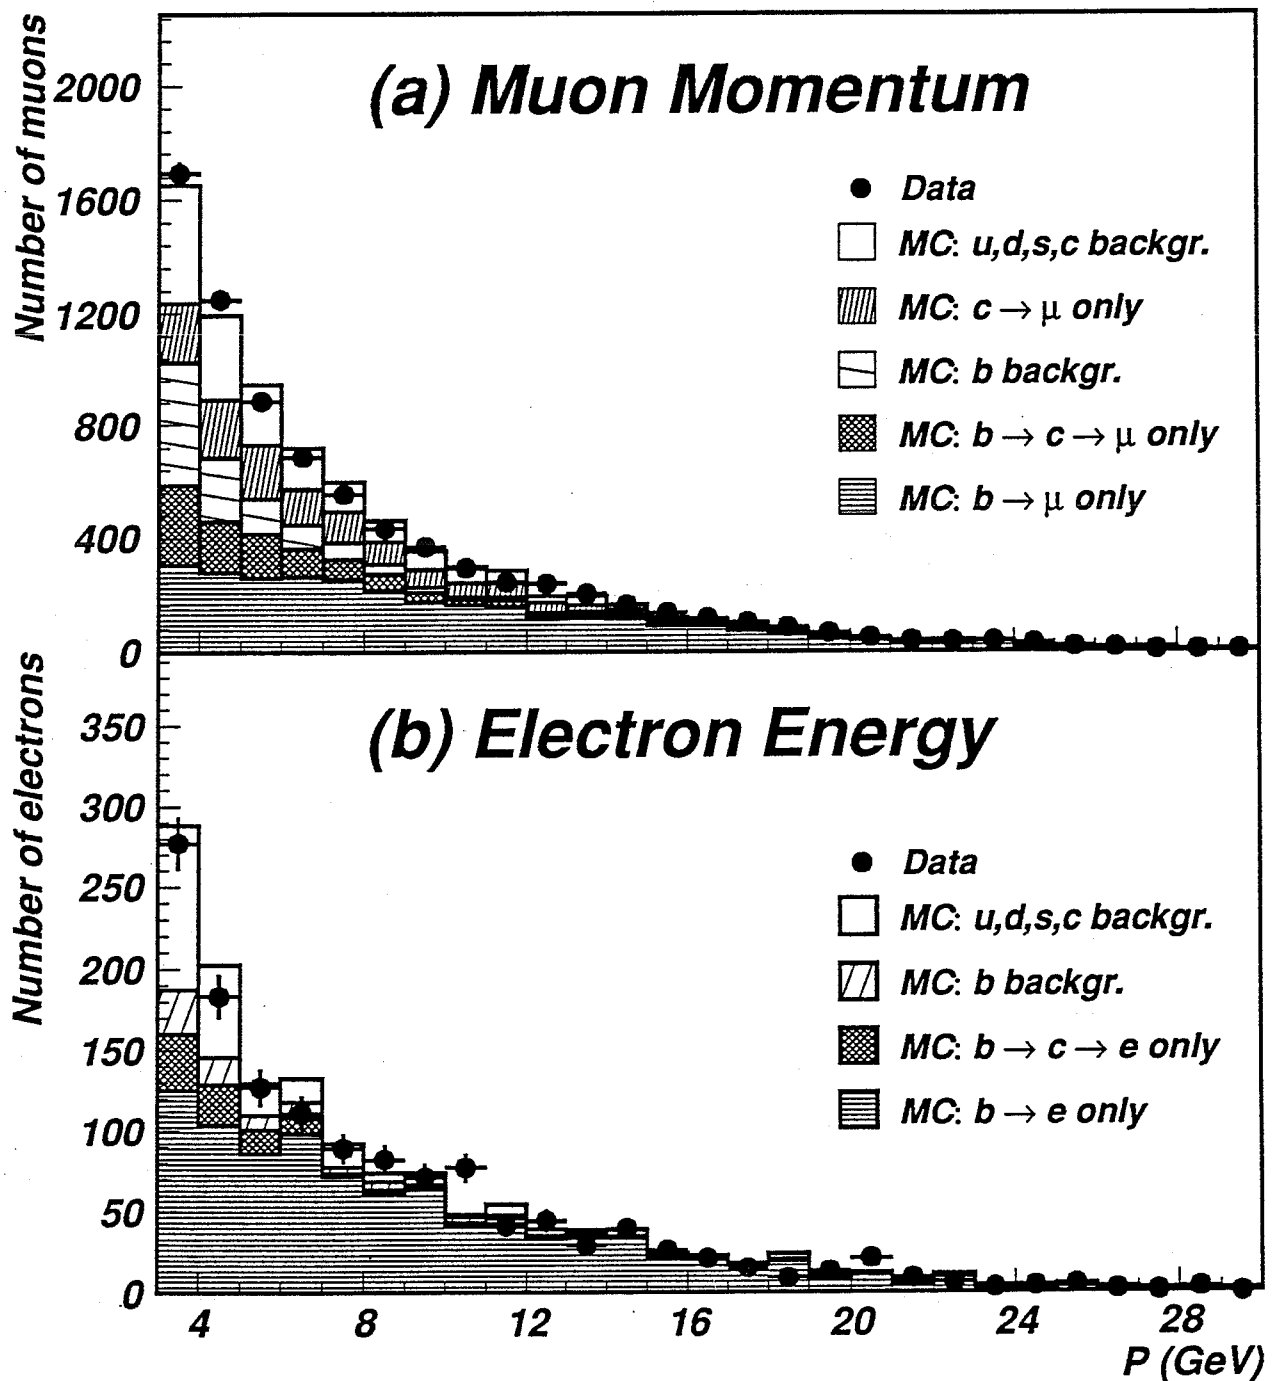 (a) Muon Momentum
Number of muons
2000
1600
1200
800
400
0
Data
MC: u,d,s,c backgr.
MC: c → μ only
MC: b backgr.
MC: b → c → μ only
MC: b → μ only
(b) Electron Energy
Number of electrons
350
300
250
200
150
100
50
0
Data
MC: u,d,s,c backgr.
MC: b backgr.
MC: b → c → e only
MC: b → e only
4 8 12 16 20 24 28
P (GeV)